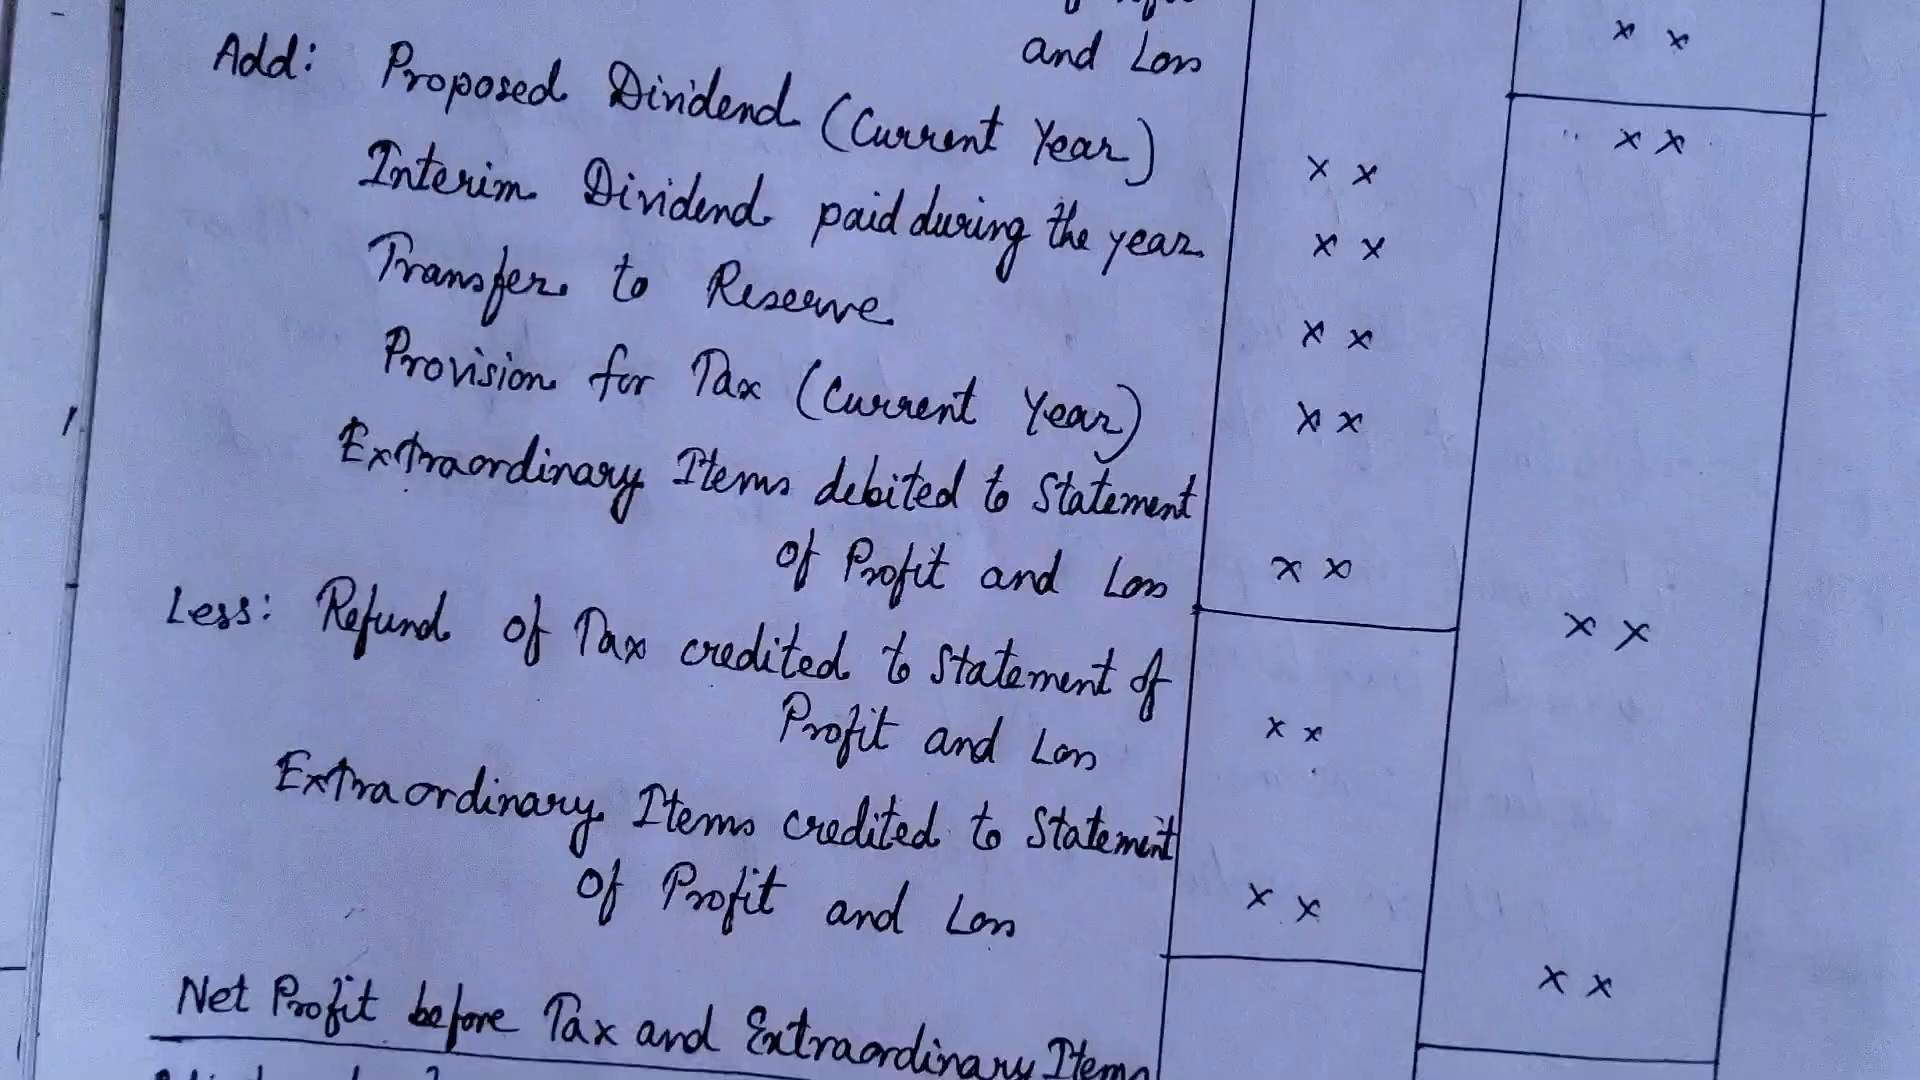 and Loss x x
Add: Proposed Dividend (Current Year) x x x x
Interim Dividend paid during the year x x
Transfer to Reserve x x
Provision for Tax (Current Year) x x
Extraordinary Items debited to Statement
of Profit and Loss x x
x x
Less: Refund of Tax credited to Statement of
Profit and Loss x x
Extraordinary Items credited to Statement
of Profit and Loss x x
x x
Net Profit before Tax and Extraordinary Items